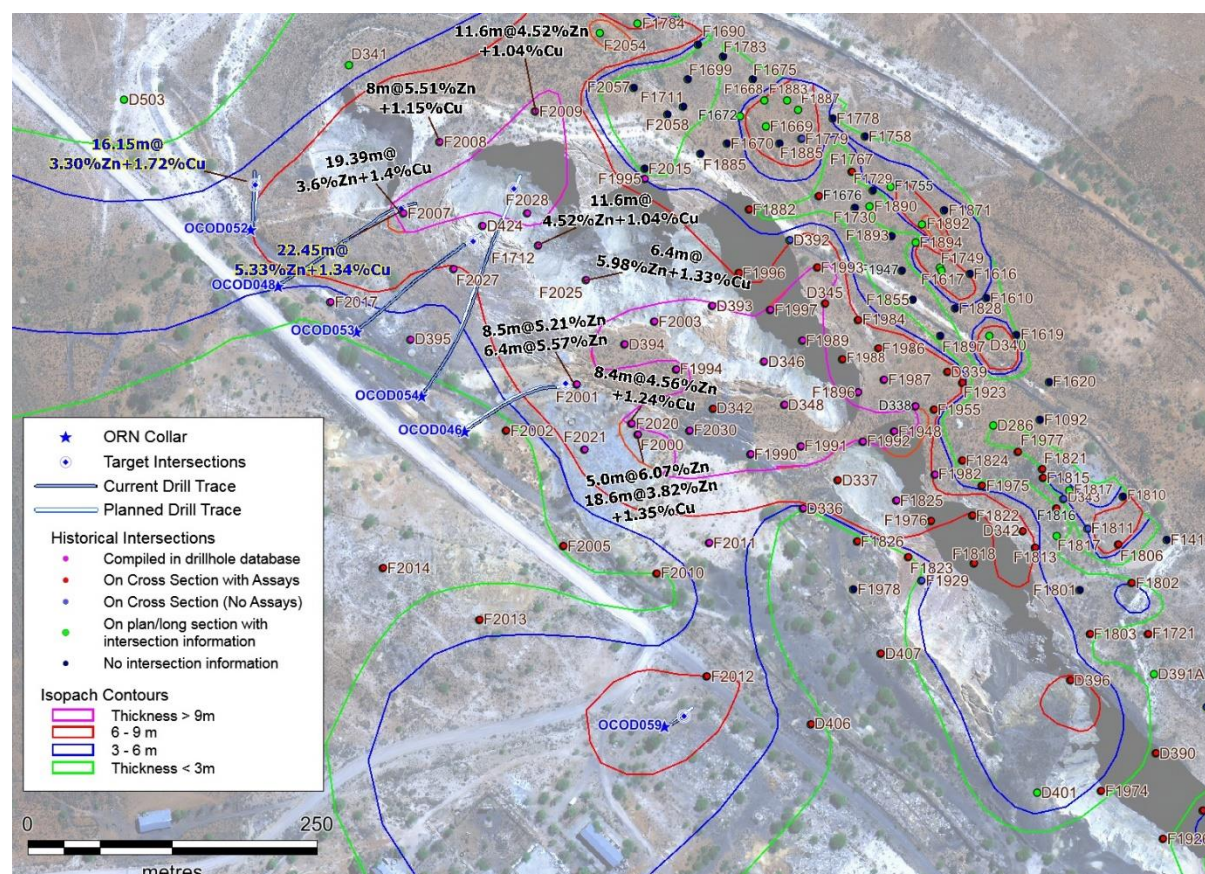 F1784
F2054
F1690
11.6m@4.52%Zn
+1.04%Cu
F1783
D341
F1699
F1675
8m@5.51%Zn
+1.15%Cu
F2057
F1711
F1668
F1883
F1887
D503
F2009
F2058
F1672
F1669
F1778
16.15m@
3.30%Zn+1.72%Cu
F2008
F1670
F1779
F1758
F1885
F1885
19.39m@
3.6%Zn+1.4%Cu
F2015
F1995
F1767
F1729
F1676
F1755
F2007
F2028
11.6m@
4.52%Zn+1.04%Cu
F1882
F1730
F1890
F1871
OCOD052
D424
F1892
F1712
D392
F1893
F1894
22.45m@
5.33%Zn+1.34%Cu
6.4m@
5.98%Zn+1.33%Cu
F2027
F1996
F1993
F1947
F1749
F1617
F1616
OCOD048
F2025
F2017
D393
F1997
D345
F1855
F1610
F1828
OCOD053
8.5m@5.21%Zn
6.4m@5.57%Zn
F2003
F1984
D395
D394
F1989
F1986
F1897
D340
F1619
F1994
D346
F1988
D339
8.4m@4.56%Zn
+1.24%Cu
F2001
F1896
F1987
F1923
F1620
OCOD054
D342
D348
D338
F1955
OCOD046
F2002
F2020
F2000
F2030
F1948
D286
F1092
F1977
F2021
F1990
F1991
F1992
F1824
F1821
F1815
5.0m@6.07%Zn
18.6m@3.82%Zn
+1.35%Cu
D337
F1982
F1975
F1817
D343
F1810
F1825
F1816
D336
F1976
F1822
D342
F1811
F1817
F2005
F2011
F1826
F1813
F1806
F2014
F2010
F1823
F1818
F1929
F1978
F1801
F1802
F2013
F1803
F1721
D407
F2012
D391A
D396
OCOD059
D406
D390
D401
F1974
ORN Collar
Target Intersections
Current Drill Trace
Planned Drill Trace
Historical Intersections
Compiled in drillhole database
On Cross Section with Assays
On Cross Section (No Assays)
On plan/long section with
intersection information
No intersection information
Isopach Contours
Thickness > 9m
6 - 9 m
3 - 6 m
Thickness < 3m
0
250
metres